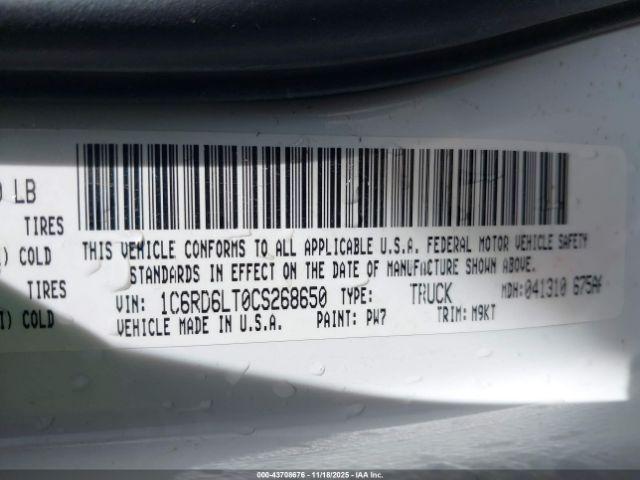 0 LB
TIRES
I) COLD
TIRES
I) COLD
THIS VEHICLE CONFORMS TO ALL APPLICABLE U.S.A. FEDERAL MOTOR VEHICLE SAFETY
STANDARDS IN EFFECT ON THE DATE OF MANUFACTURE SHOWN ABOVE.
VIN: 1C6RD6LT0CS268650 TYPE: TRUCK MDH: 041310 675AK
VEHICLE MADE IN U.S.A. PAINT: PW7 TRIM: M9KT
000-43708676 - 11/18/2025 - IAA Inc.